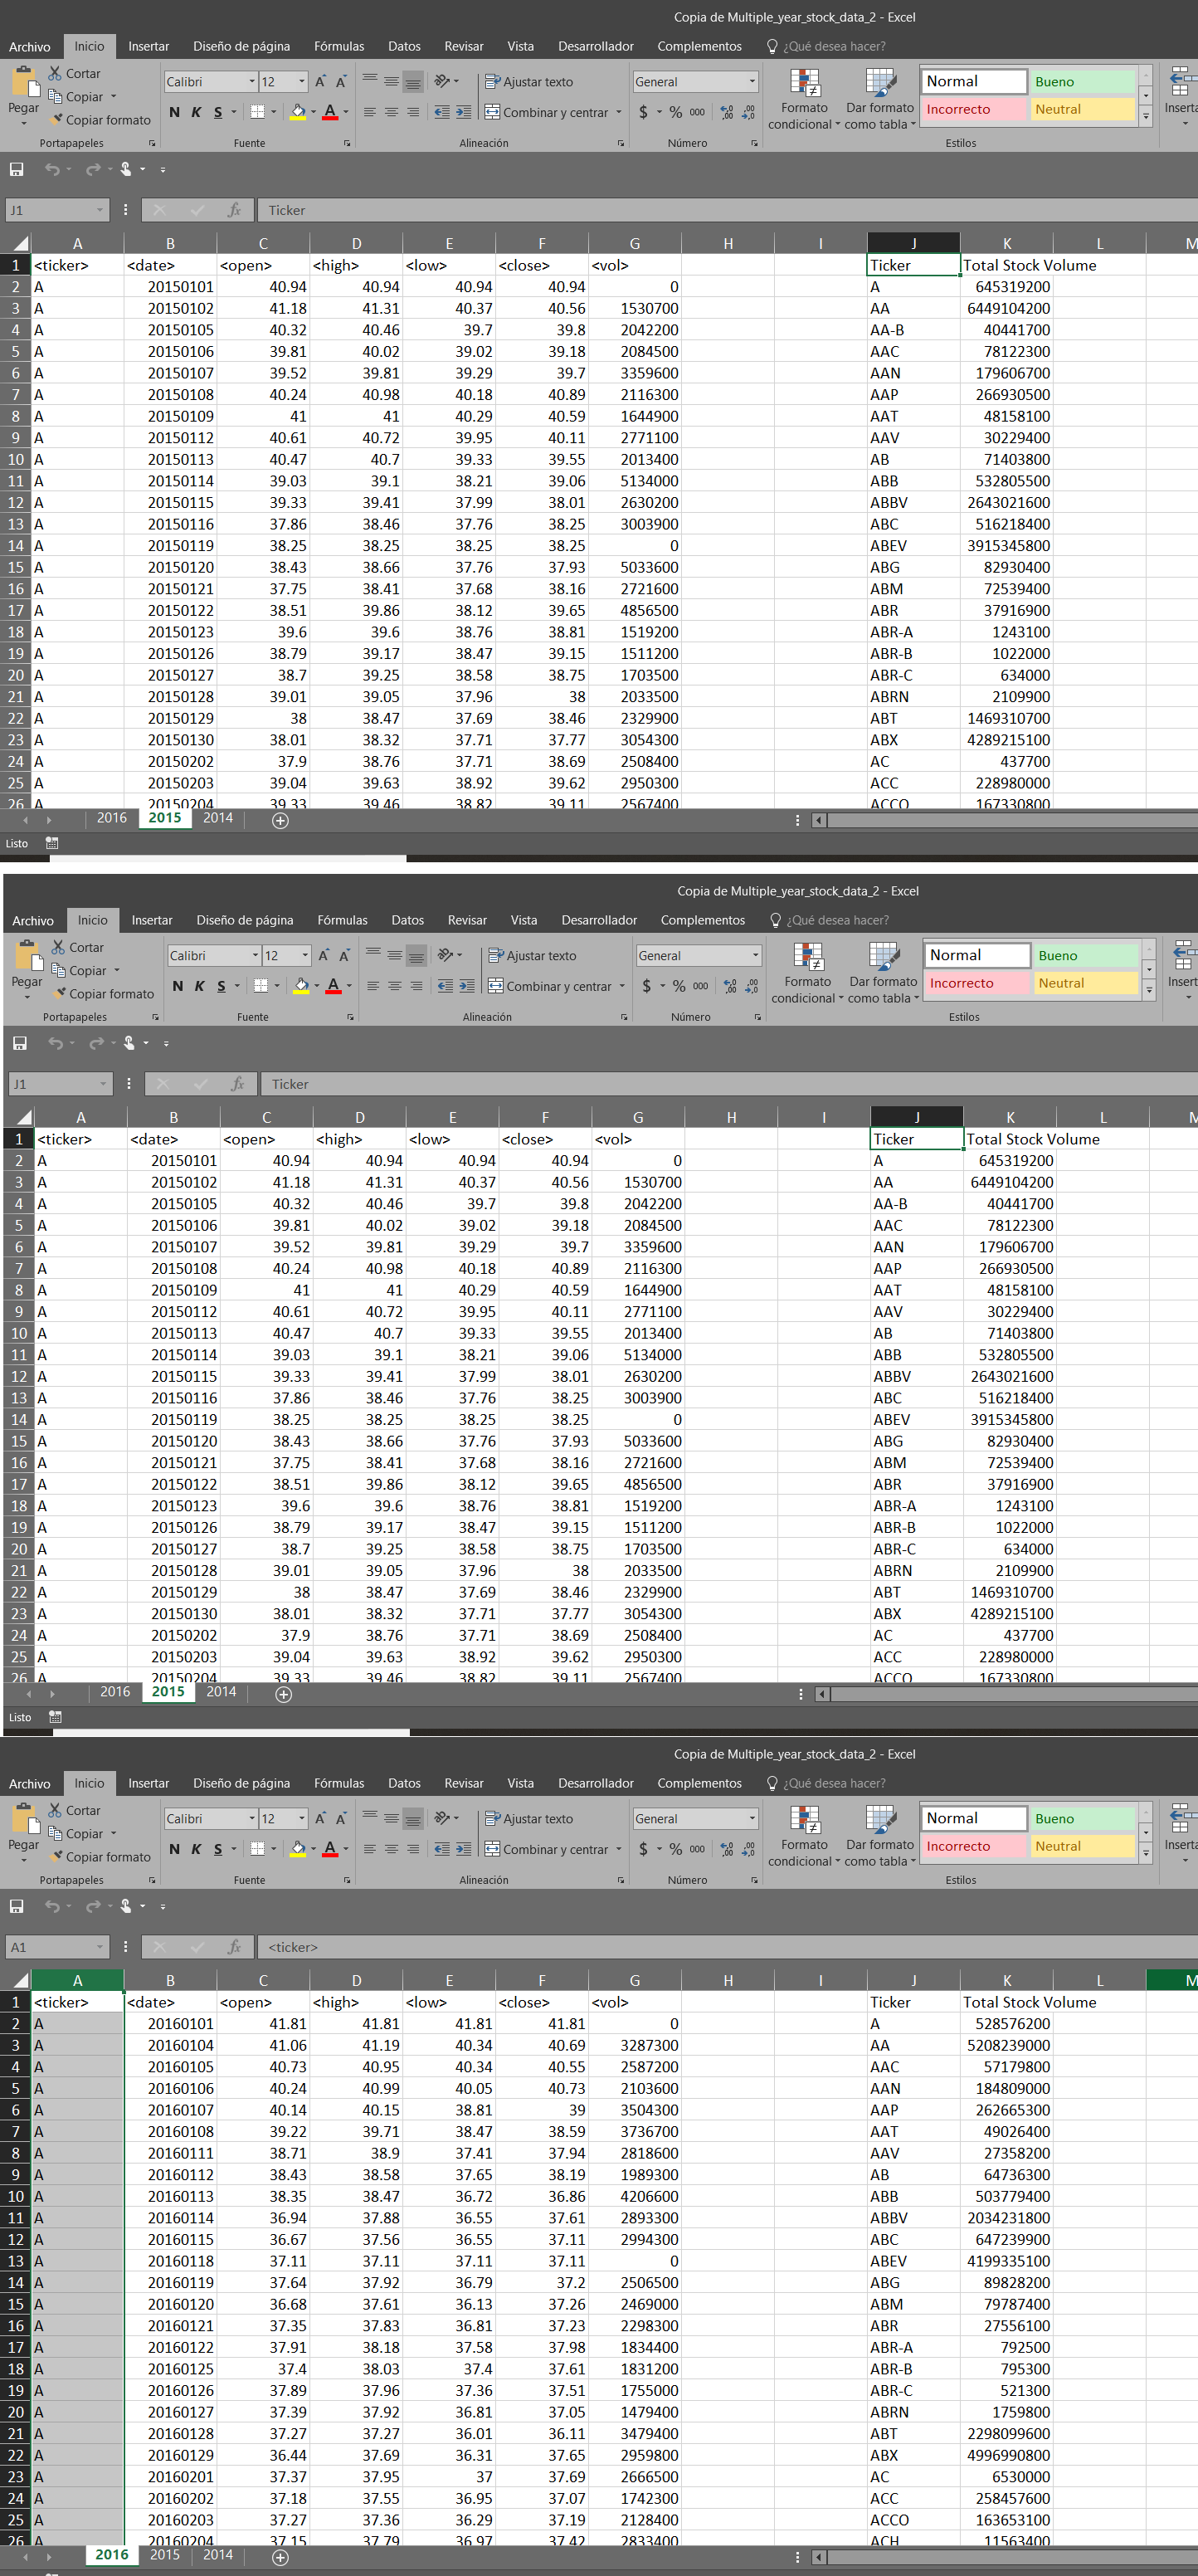 Copia de Multiple_year_stock_data_2 - Excel
Archivo Inicio Insertar Diseño de página Fórmulas Datos Revisar Vista Desarrollador Complementos ¿Qué desea hacer?
Pegar Cortar Calibri 12 A A Ajustar texto General Formato condicional Dar formato como tabla Normal Bueno Inserta
Copiar
Copiar formato N K S A Combinar y centrar $ % 000 Incorrecto Neutral
Portapapeles Fuente Alineación Número Estilos
J1 fx Ticker
A B C D E F G H I J K L M
1 <ticker> <date> <open> <high> <low> <close> <vol> Ticker Total Stock Volume
2 A 20150101 40.94 40.94 40.94 40.94 0 A 645319200
3 A 20150102 41.18 41.31 40.37 40.56 1530700 AA 6449104200
4 A 20150105 40.32 40.46 39.7 39.8 2042200 AA-B 40441700
5 A 20150106 39.81 40.02 39.02 39.18 2084500 AAC 78122300
6 A 20150107 39.52 39.81 39.29 39.7 3359600 AAN 179606700
7 A 20150108 40.24 40.98 40.18 40.89 2116300 AAP 266930500
8 A 20150109 41 41 40.29 40.59 1644900 AAT 48158100
9 A 20150112 40.61 40.72 39.95 40.11 2771100 AAV 30229400
10 A 20150113 40.47 40.7 39.33 39.55 2013400 AB 71403800
11 A 20150114 39.03 39.1 38.21 39.06 5134000 ABB 532805500
12 A 20150115 39.33 39.41 37.99 38.01 2630200 ABBV 2643021600
13 A 20150116 37.86 38.46 37.76 38.25 3003900 ABC 516218400
14 A 20150119 38.25 38.25 38.25 38.25 0 ABEV 3915345800
15 A 20150120 38.43 38.66 37.76 37.93 5033600 ABG 82930400
16 A 20150121 37.75 38.41 37.68 38.16 2721600 ABM 72539400
17 A 20150122 38.51 39.86 38.12 39.65 4856500 ABR 37916900
18 A 20150123 39.6 39.6 38.76 38.81 1519200 ABR-A 1243100
19 A 20150126 38.79 39.17 38.47 39.15 1511200 ABR-B 1022000
20 A 20150127 38.7 39.25 38.58 38.75 1703500 ABR-C 634000
21 A 20150128 39.01 39.05 37.96 38 2033500 ABRN 2109900
22 A 20150129 38 38.47 37.69 38.46 2329900 ABT 1469310700
23 A 20150130 38.01 38.32 37.71 37.77 3054300 ABX 4289215100
24 A 20150202 37.9 38.76 37.71 38.69 2508400 AC 437700
25 A 20150203 39.04 39.63 38.92 39.62 2950300 ACC 228980000
26 A 20150204 39.33 39.46 38.82 39.11 2567400 ACCO 167330800
2016 2015 2014
Listo
Copia de Multiple_year_stock_data_2 - Excel
Archivo Inicio Insertar Diseño de página Fórmulas Datos Revisar Vista Desarrollador Complementos ¿Qué desea hacer?
Pegar Cortar Calibri 12 A A Ajustar texto General Formato condicional Dar formato como tabla Normal Bueno Insert
Copiar
Copiar formato N K S A Combinar y centrar $ % 000 Incorrecto Neutral
Portapapeles Fuente Alineación Número Estilos
J1 fx Ticker
A B C D E F G H I J K L M
1 <ticker> <date> <open> <high> <low> <close> <vol> Ticker Total Stock Volume
2 A 20150101 40.94 40.94 40.94 40.94 0 A 645319200
3 A 20150102 41.18 41.31 40.37 40.56 1530700 AA 6449104200
4 A 20150105 40.32 40.46 39.7 39.8 2042200 AA-B 40441700
5 A 20150106 39.81 40.02 39.02 39.18 2084500 AAC 78122300
6 A 20150107 39.52 39.81 39.29 39.7 3359600 AAN 179606700
7 A 20150108 40.24 40.98 40.18 40.89 2116300 AAP 266930500
8 A 20150109 41 41 40.29 40.59 1644900 AAT 48158100
9 A 20150112 40.61 40.72 39.95 40.11 2771100 AAV 30229400
10 A 20150113 40.47 40.7 39.33 39.55 2013400 AB 71403800
11 A 20150114 39.03 39.1 38.21 39.06 5134000 ABB 532805500
12 A 20150115 39.33 39.41 37.99 38.01 2630200 ABBV 2643021600
13 A 20150116 37.86 38.46 37.76 38.25 3003900 ABC 516218400
14 A 20150119 38.25 38.25 38.25 38.25 0 ABEV 3915345800
15 A 20150120 38.43 38.66 37.76 37.93 5033600 ABG 82930400
16 A 20150121 37.75 38.41 37.68 38.16 2721600 ABM 72539400
17 A 20150122 38.51 39.86 38.12 39.65 4856500 ABR 37916900
18 A 20150123 39.6 39.6 38.76 38.81 1519200 ABR-A 1243100
19 A 20150126 38.79 39.17 38.47 39.15 1511200 ABR-B 1022000
20 A 20150127 38.7 39.25 38.58 38.75 1703500 ABR-C 634000
21 A 20150128 39.01 39.05 37.96 38 2033500 ABRN 2109900
22 A 20150129 38 38.47 37.69 38.46 2329900 ABT 1469310700
23 A 20150130 38.01 38.32 37.71 37.77 3054300 ABX 4289215100
24 A 20150202 37.9 38.76 37.71 38.69 2508400 AC 437700
25 A 20150203 39.04 39.63 38.92 39.62 2950300 ACC 228980000
26 A 20150204 39.33 39.46 38.82 39.11 2567400 ACCO 167330800
2016 2015 2014
Listo
Copia de Multiple_year_stock_data_2 - Excel
Archivo Inicio Insertar Diseño de página Fórmulas Datos Revisar Vista Desarrollador Complementos ¿Qué desea hacer?
Pegar Cortar Calibri 12 A A Ajustar texto General Formato condicional Dar formato como tabla Normal Bueno Inserta
Copiar
Copiar formato N K S A Combinar y centrar $ % 000 Incorrecto Neutral
Portapapeles Fuente Alineación Número Estilos
A1 fx <ticker>
A B C D E F G H I J K L M
1 <ticker> <date> <open> <high> <low> <close> <vol> Ticker Total Stock Volume
2 A 20160101 41.81 41.81 41.81 41.81 0 A 528576200
3 A 20160104 41.06 41.19 40.34 40.69 3287300 AA 5208239000
4 A 20160105 40.73 40.95 40.34 40.55 2587200 AAC 57179800
5 A 20160106 40.24 40.99 40.05 40.73 2103600 AAN 184809000
6 A 20160107 40.14 40.15 38.81 39 3504300 AAP 262665300
7 A 20160108 39.22 39.71 38.47 38.59 3736700 AAT 49026400
8 A 20160111 38.71 38.9 37.41 37.94 2818600 AAV 27358200
9 A 20160112 38.43 38.58 37.65 38.19 1989300 AB 64736300
10 A 20160113 38.35 38.47 36.72 36.86 4206600 ABB 503779400
11 A 20160114 36.94 37.88 36.55 37.61 2893300 ABBV 2034231800
12 A 20160115 36.67 37.56 36.55 37.11 2994300 ABC 647239900
13 A 20160118 37.11 37.11 37.11 37.11 0 ABEV 4199335100
14 A 20160119 37.64 37.92 36.79 37.2 2506500 ABG 89828200
15 A 20160120 36.68 37.61 36.13 37.26 2469000 ABM 79787400
16 A 20160121 37.35 37.83 36.81 37.23 2298300 ABR 27556100
17 A 20160122 37.91 38.18 37.58 37.98 1834400 ABR-A 792500
18 A 20160125 37.4 38.03 37.4 37.61 1831200 ABR-B 795300
19 A 20160126 37.89 37.96 37.36 37.51 1755000 ABR-C 521300
20 A 20160127 37.39 37.92 36.81 37.05 1479400 ABRN 1759800
21 A 20160128 37.27 37.27 36.01 36.11 3479400 ABT 2298099600
22 A 20160129 36.44 37.69 36.31 37.65 2959800 ABX 4996990800
23 A 20160201 37.37 37.95 37 37.69 2666500 AC 6530000
24 A 20160202 37.18 37.55 36.95 37.07 1742300 ACC 258457600
25 A 20160203 37.27 37.36 36.29 37.19 2128400 ACCO 163653100
26 A 20160204 37.15 37.79 36.97 37.42 2833400 ACH 11563400
2016 2015 2014